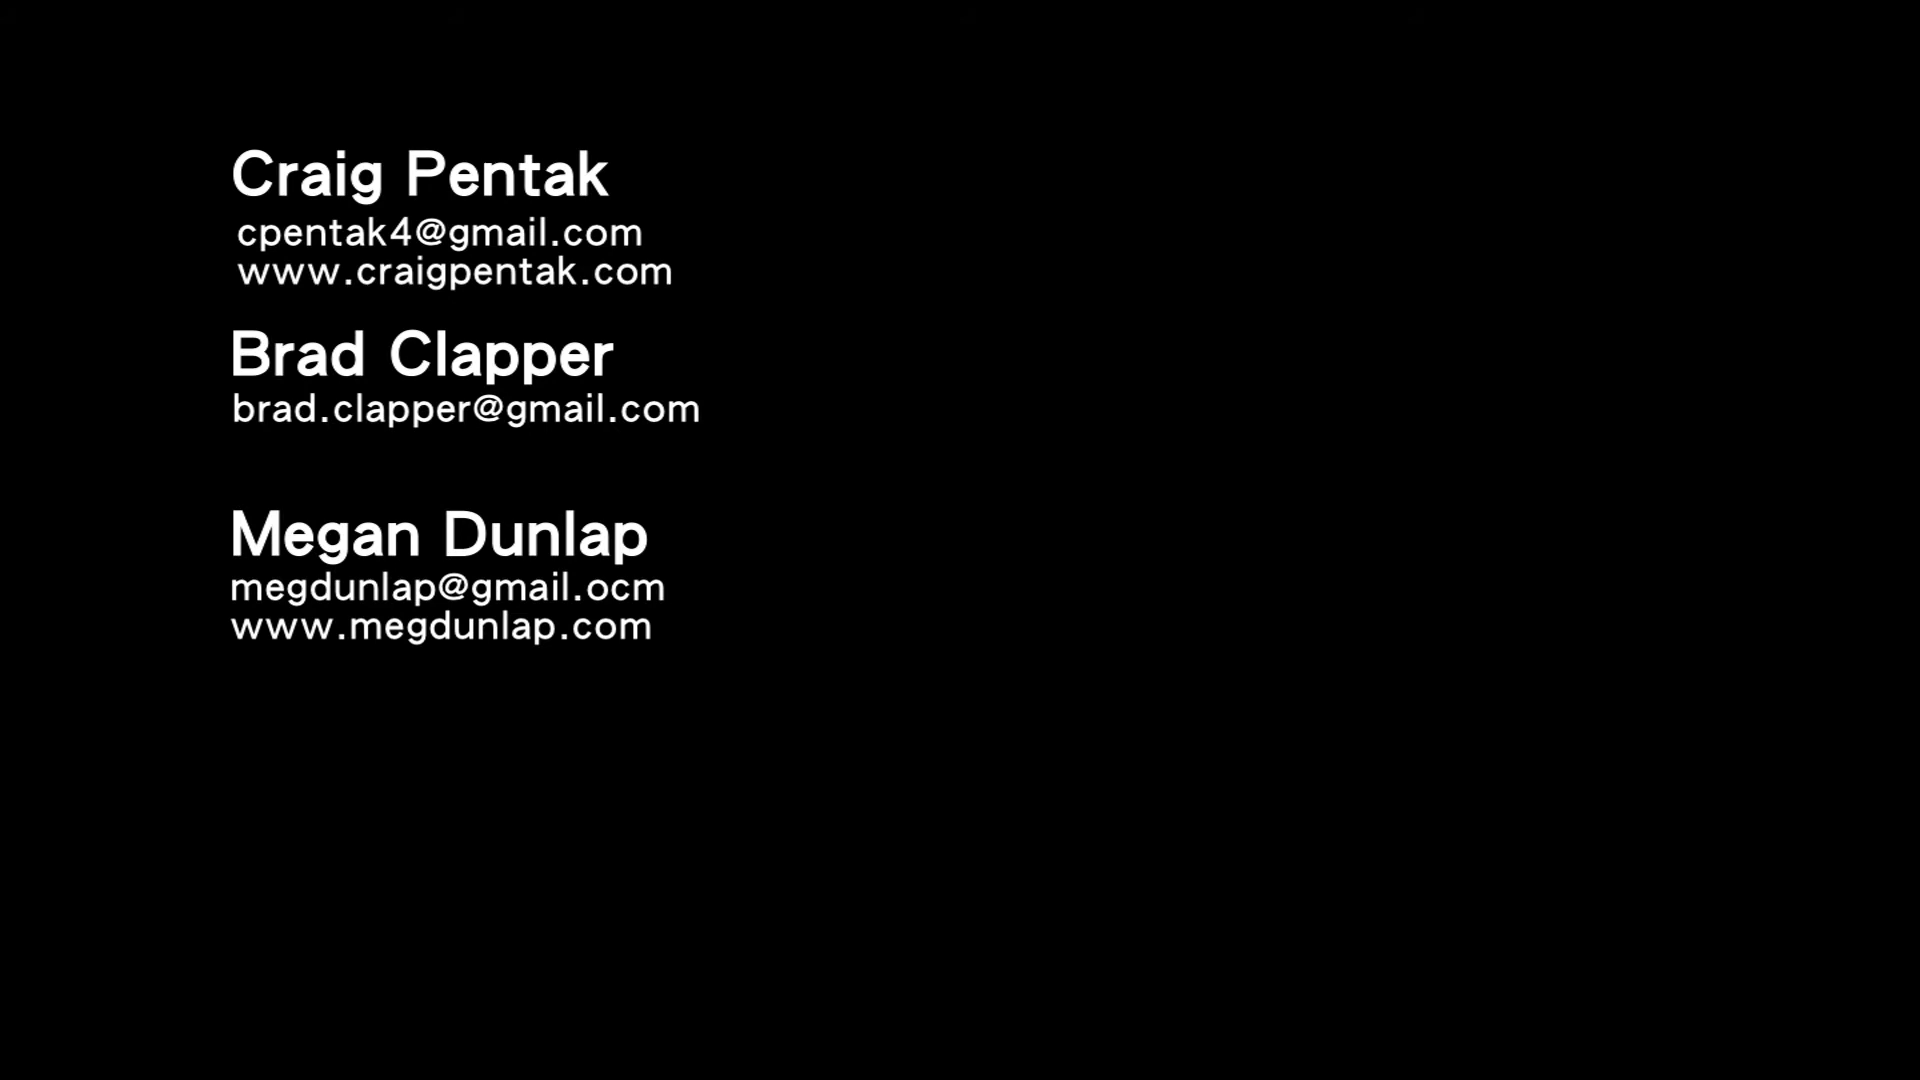 Craig Pentak
cpentak4@gmail.com
www.craigpentak.com
Brad Clapper
brad.clapper@gmail.com
Megan Dunlap
megdunlap@gmail.ocm
www.megdunlap.com